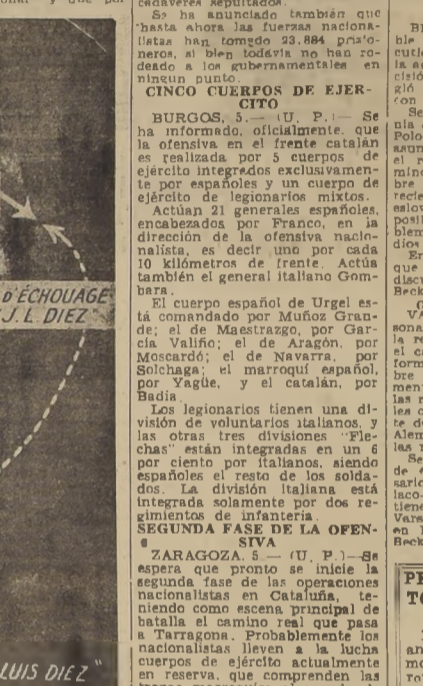 cadáveres sepultados.
Se ha anunciado también que
"hasta ahora las fuerzas naciona-
listas han tomado 23.884 prisio-
neros, si bien todavía no han ro-
deado a los gubernamentales en
ningun punto.
CINCO CUERPOS DE EJER-
CITO
BURGOS, 5.— (U. P.)— Se
ha informado, oficialmente, que
la ofensiva en el frente catalán
es realizada por 5 cuerpos de
ejército integrados exclusivamen-
te por españoles y un cuerpo de
ejército de legionarios mixtos.
Actúan 21 generales españoles,
encabezados por Franco, en la
dirección de la ofensiva nacio-
nalista, es decir uno por cada
10 kilómetros de frente. Actúa
también el general italiano Gom-
bara.
El cuerpo español de Urgel es-
tá comandado por Muñoz Gran-
de; el de Maestrazgo, por Gar-
cía Valiño; el de Aragón, por
Moscardó; el de Navarra, por
Solchaga; el marroquí español,
por Yagüe, y el catalán, por
Badia.
Los legionarios tienen una di-
visión de voluntarios italianos, y
las otras tres divisiones "Fle-
chas" están integradas en un 6
por ciento por italianos, siendo
españoles el resto de los solda-
dos. La división italiana está
integrada solamente por dos re-
gimientos de infantería.
SEGUNDA FASE DE LA OFEN-
SIVA
ZARAGOZA, 5.— (U. P.)—Se
espera que pronto se inicie la
segunda fase de las operaciones
nacionalistas en Cataluña, te-
niendo como escena principal de
batalla el camino real que pasa
a Tarragona. Probablemente los
nacionalistas lleven a la lucha
cuerpos de ejército actualmente
en reserva, que comprenden las
D'ÉCHOUAGE
J. L. DIEZ"
LUIS DIEZ"